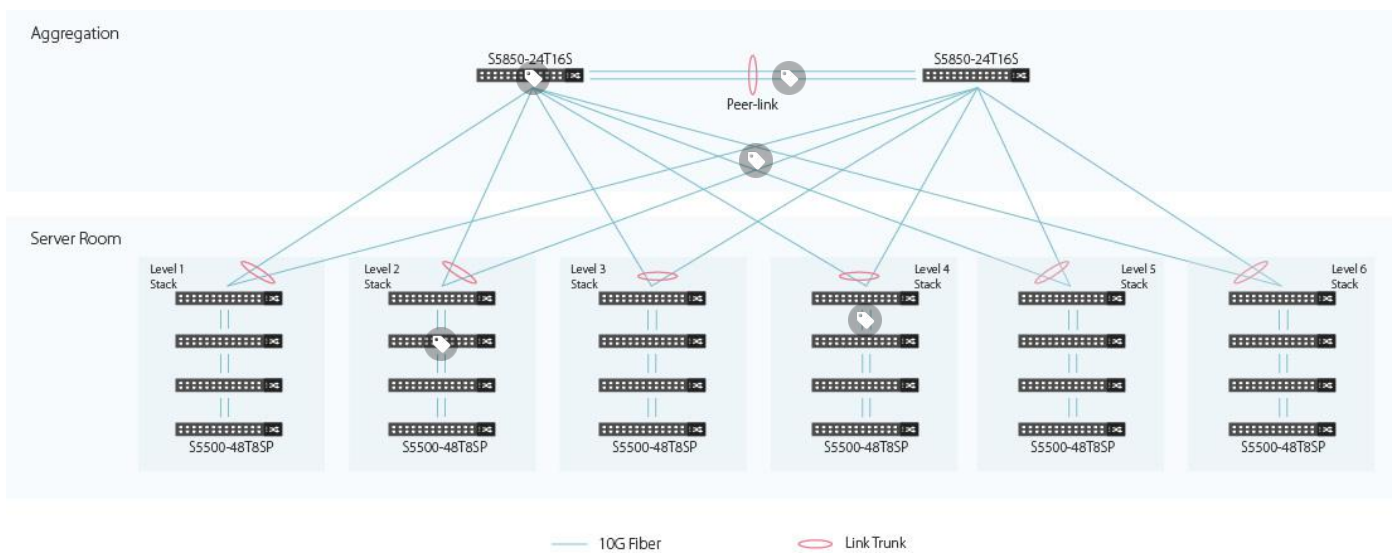 Aggregation
S5850-24T16S
S5850-24T16S
Peer-link
Server Room
Level 1
Stack
Level 2
Stack
Level 3
Stack
Level 4
Stack
Level 5
Stack
Level 6
Stack
S5500-48T8SP
S5500-48T8SP
S5500-48T8SP
S5500-48T8SP
S5500-48T8SP
S5500-48T8SP
10G Fiber
Link Trunk